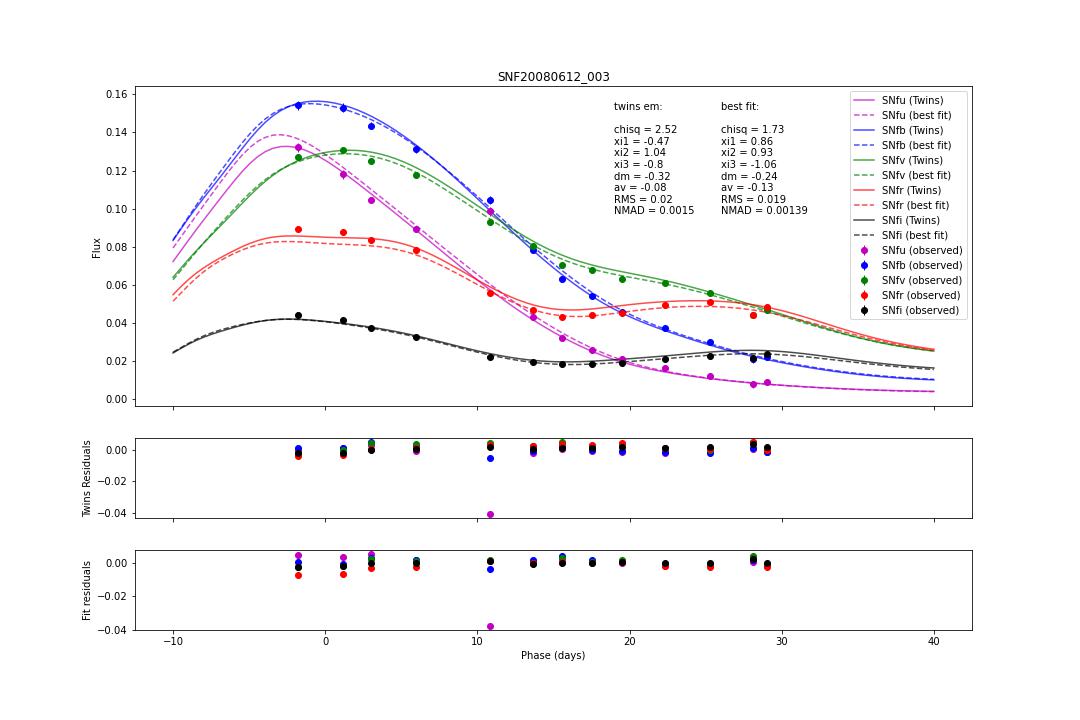 SNF20080612_003
0.16
0.14
0.12
0.10
0.08
0.06
0.04
0.02
0.00
Flux
twins em:
chisq = 2.52
xi1 = -0.47
xi2 = 1.04
xi3 = -0.8
dm = -0.32
av = -0.08
RMS = 0.02
NMAD = 0.0015
best fit:
chisq = 1.73
xi1 = 0.86
xi2 = 0.93
xi3 = -1.06
dm = -0.24
av = -0.13
RMS = 0.019
NMAD = 0.00139
SNfu (Twins)
SNfu (best fit)
SNfb (Twins)
SNfb (best fit)
SNfv (Twins)
SNfv (best fit)
SNfr (Twins)
SNfr (best fit)
SNfi (Twins)
SNfi (best fit)
SNfu (observed)
SNfb (observed)
SNfv (observed)
SNfr (observed)
SNfi (observed)
0.00
−0.02
−0.04
Twins Residuals
0.00
−0.02
−0.04
Fit residuals
−10
0
10
20
30
40
Phase (days)